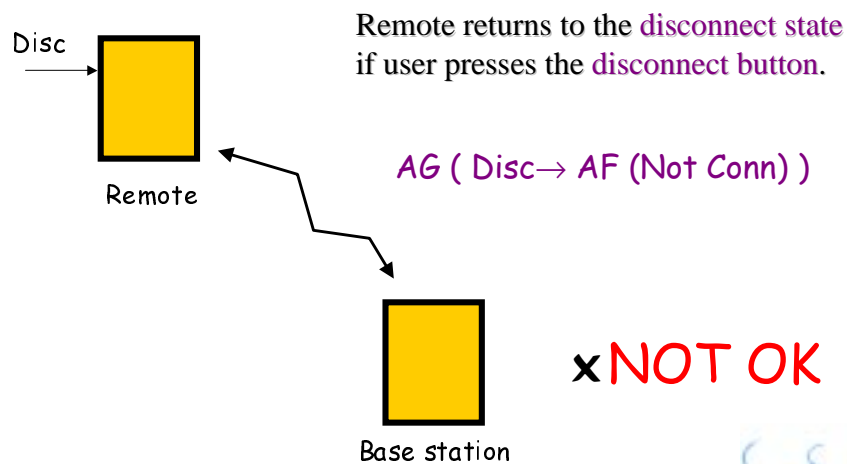 Disc
Remote returns to the disconnect state
if user presses the disconnect button.
AG ( Disc→ AF (Not Conn) )
Remote
x NOT OK
Base station